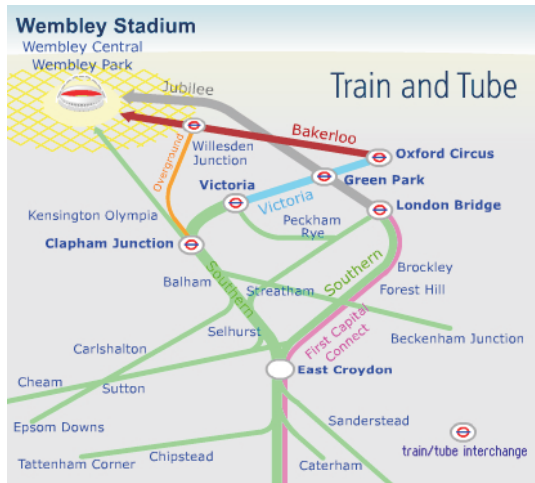 Wembley Stadium
Wembley Central
Wembley Park
Train and Tube
Jubilee
Bakerloo
Willesden
Junction
Overground
Oxford Circus
Green Park
Victoria
Victoria
London Bridge
Peckham
Rye
Kensington Olympia
Clapham Junction
Balham
Southern
Streatham
Southern
Brockley
Forest Hill
First Capital
Connect
Selhurst
Beckenham Junction
Carlshalton
East Croydon
Cheam
Sutton
Epsom Downs
Sanderstead
Tattenham Corner
Chipstead
Caterham
train/tube interchange